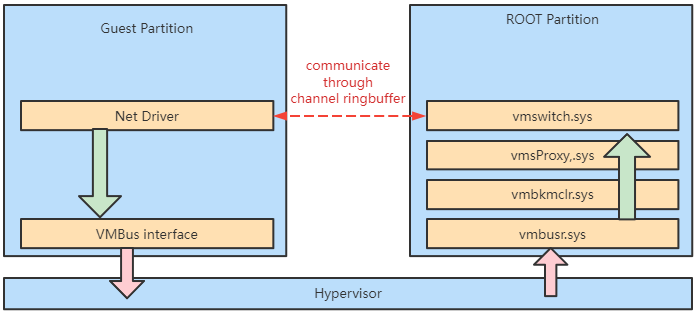 Guest Partition
ROOT Partition
communicate
through
channel ringbuffer
Net Driver
vmswitch.sys
vmsProxy,.sys
vmbkmclr.sys
VMBus interface
vmbusr.sys
Hypervisor